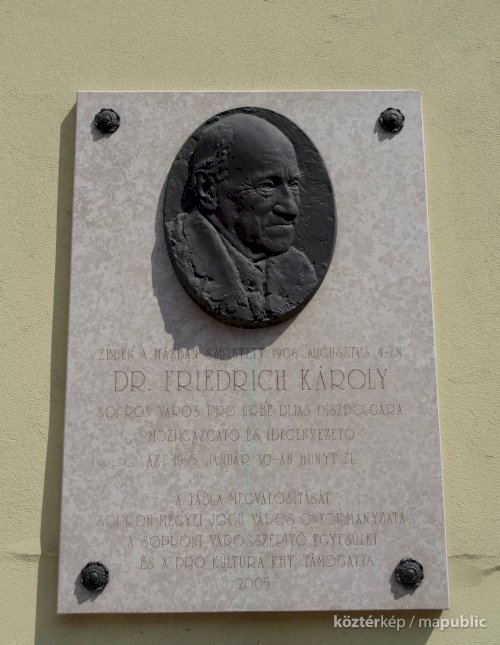 EBBEN A HÁZBAN SZÜLETETT 1906. AUGUSZTUS 4-ÉN
DR. FRIEDRICH KÁROLY
SOPRON VÁROS PRO URBE DÍJAS DÍSZPOLGÁRA,
MOZIIGAZGATÓ ÉS IDEGENVEZETŐ
AKI 1995. JANUÁR 30-ÁN HUNYT EL.
A TÁBLA MEGVALÓSÍTÁSÁT
SOPRON MEGYEI JOGÚ VÁROS ÖNKORMÁNYZATA,
A SOPRONI VÁROSSZÉPÍTŐ EGYESÜLET
ÉS A PRO KULTÚRA KHT. TÁMOGATTA
2005
köztérkép / mapublic